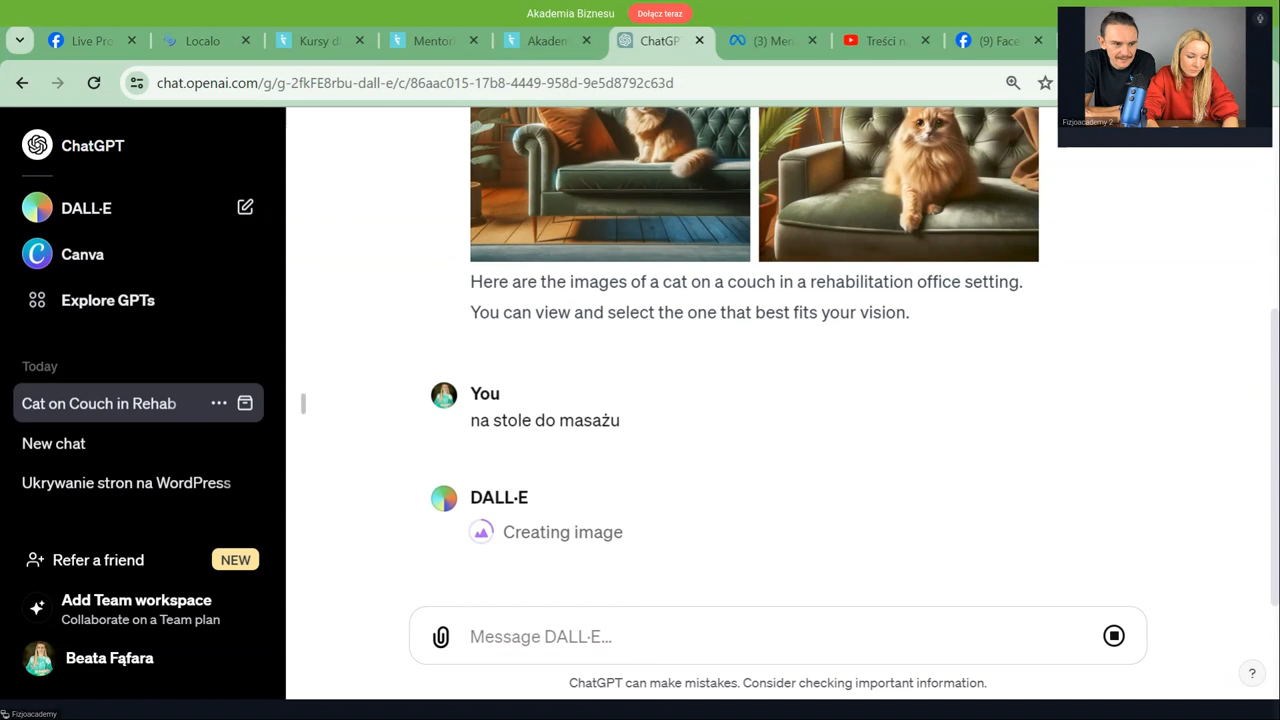 Akademia Biznesu Dołącz teraz
Live Pro
Localo
Kursy d
Mentor
Akaden
ChatGP
(3) Men
Treści n
(9) Face
chat.openai.com/g/g-2fkFE8rbu-dall-e/c/86aac015-17b8-4449-958d-9e5d8792c63d
Fizjoacademy 2
ChatGPT
DALL·E
Canva
Explore GPTs
Today
Cat on Couch in Rehab
New chat
Ukrywanie stron na WordPress
Refer a friend NEW
Add Team workspace
Collaborate on a Team plan
Beata Fąfara
Here are the images of a cat on a couch in a rehabilitation office setting.
You can view and select the one that best fits your vision.
You
na stole do masażu
DALL·E
Creating image
Message DALL·E...
ChatGPT can make mistakes. Consider checking important information.
?
Fizjoacademy